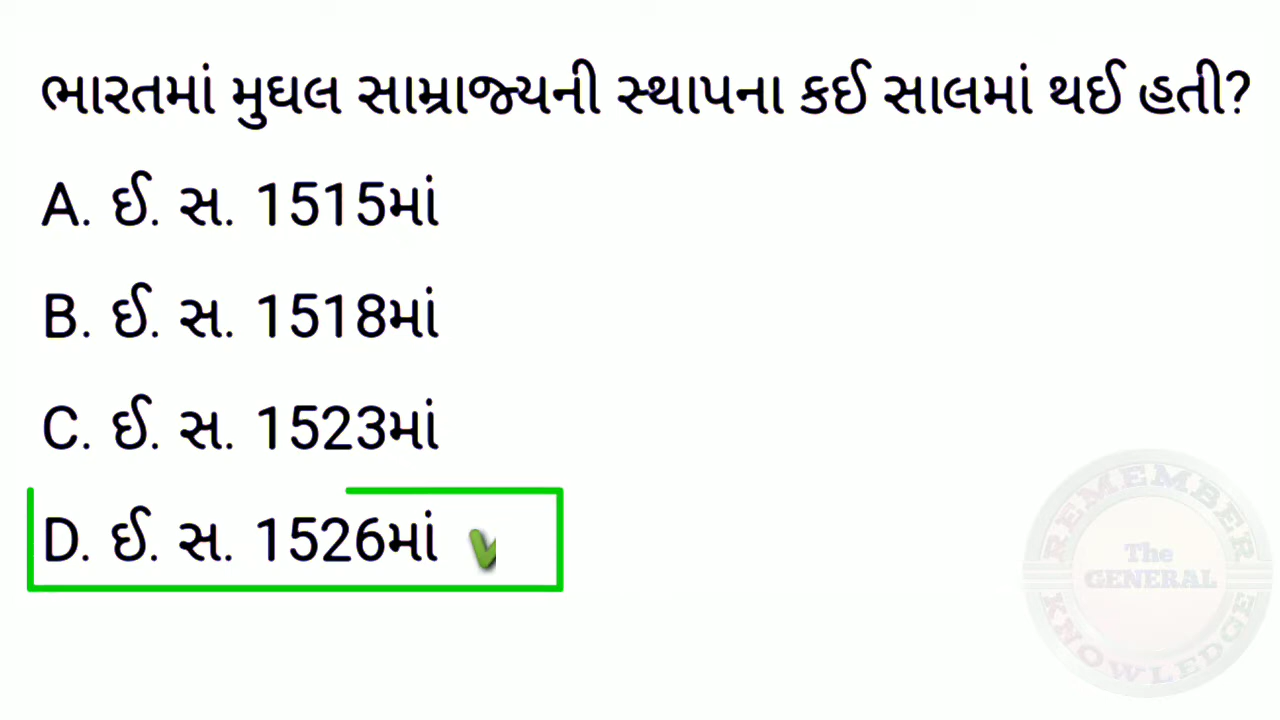 ભારતમાં મુઘલ સામ્રાજ્યની સ્થાપના કઈ સાલમાં થઈ હતી?
A. ઈ. સ. 1515માં
B. ઈ. સ. 1518માં
C. ઈ. સ. 1523માં
D. ઈ. સ. 1526માં
REMEMBER
The
GENERAL
KNOWLEDGE